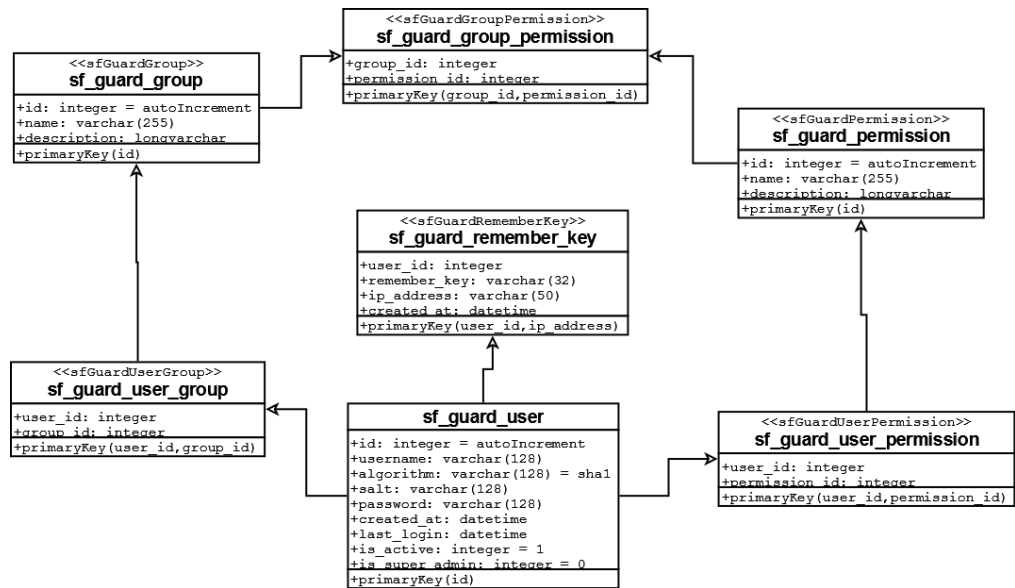 <<sfGuardGroupPermission>>
sf_guard_group_permission
+group_id: integer
+permission_id: integer
+primaryKey(group_id,permission_id)
<<sfGuardGroup>>
sf_guard_group
+id: integer = autoIncrement
+name: varchar(255)
+description: longvarchar
+primaryKey(id)
<<sfGuardPermission>>
sf_guard_permission
+id: integer = autoIncrement
+name: varchar(255)
+description: longvarchar
+primaryKey(id)
<<sfGuardRememberKey>>
sf_guard_remember_key
+user_id: integer
+remember_key: varchar(32)
+ip_address: varchar(50)
+created_at: datetime
+primaryKey(user_id,ip_address)
<<sfGuardUserGroup>>
sf_guard_user_group
+user_id: integer
+group_id: integer
+primaryKey(user_id,group_id)
sf_guard_user
+id: integer = autoIncrement
+username: varchar(128)
+algorithm: varchar(128) = sha1
+salt: varchar(128)
+password: varchar(128)
+created_at: datetime
+last_login: datetime
+is_active: integer = 1
+is_super_admin: integer = 0
+primaryKey(id)
<<sfGuardUserPermission>>
sf_guard_user_permission
+user_id: integer
+permission_id: integer
+primaryKey(user_id,permission_id)